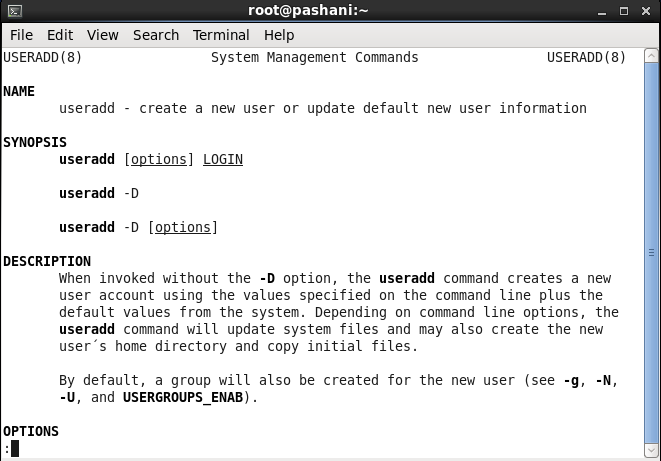 root@pashani:~
File Edit View Search Terminal Help
USERADD(8) System Management Commands USERADD(8)
NAME
useradd - create a new user or update default new user information
SYNOPSIS
useradd [options] LOGIN
useradd -D
useradd -D [options]
DESCRIPTION
When invoked without the -D option, the useradd command creates a new
user account using the values specified on the command line plus the
default values from the system. Depending on command line options, the
useradd command will update system files and may also create the new
user´s home directory and copy initial files.
By default, a group will also be created for the new user (see -g, -N,
-U, and USERGROUPS_ENAB).
OPTIONS
: